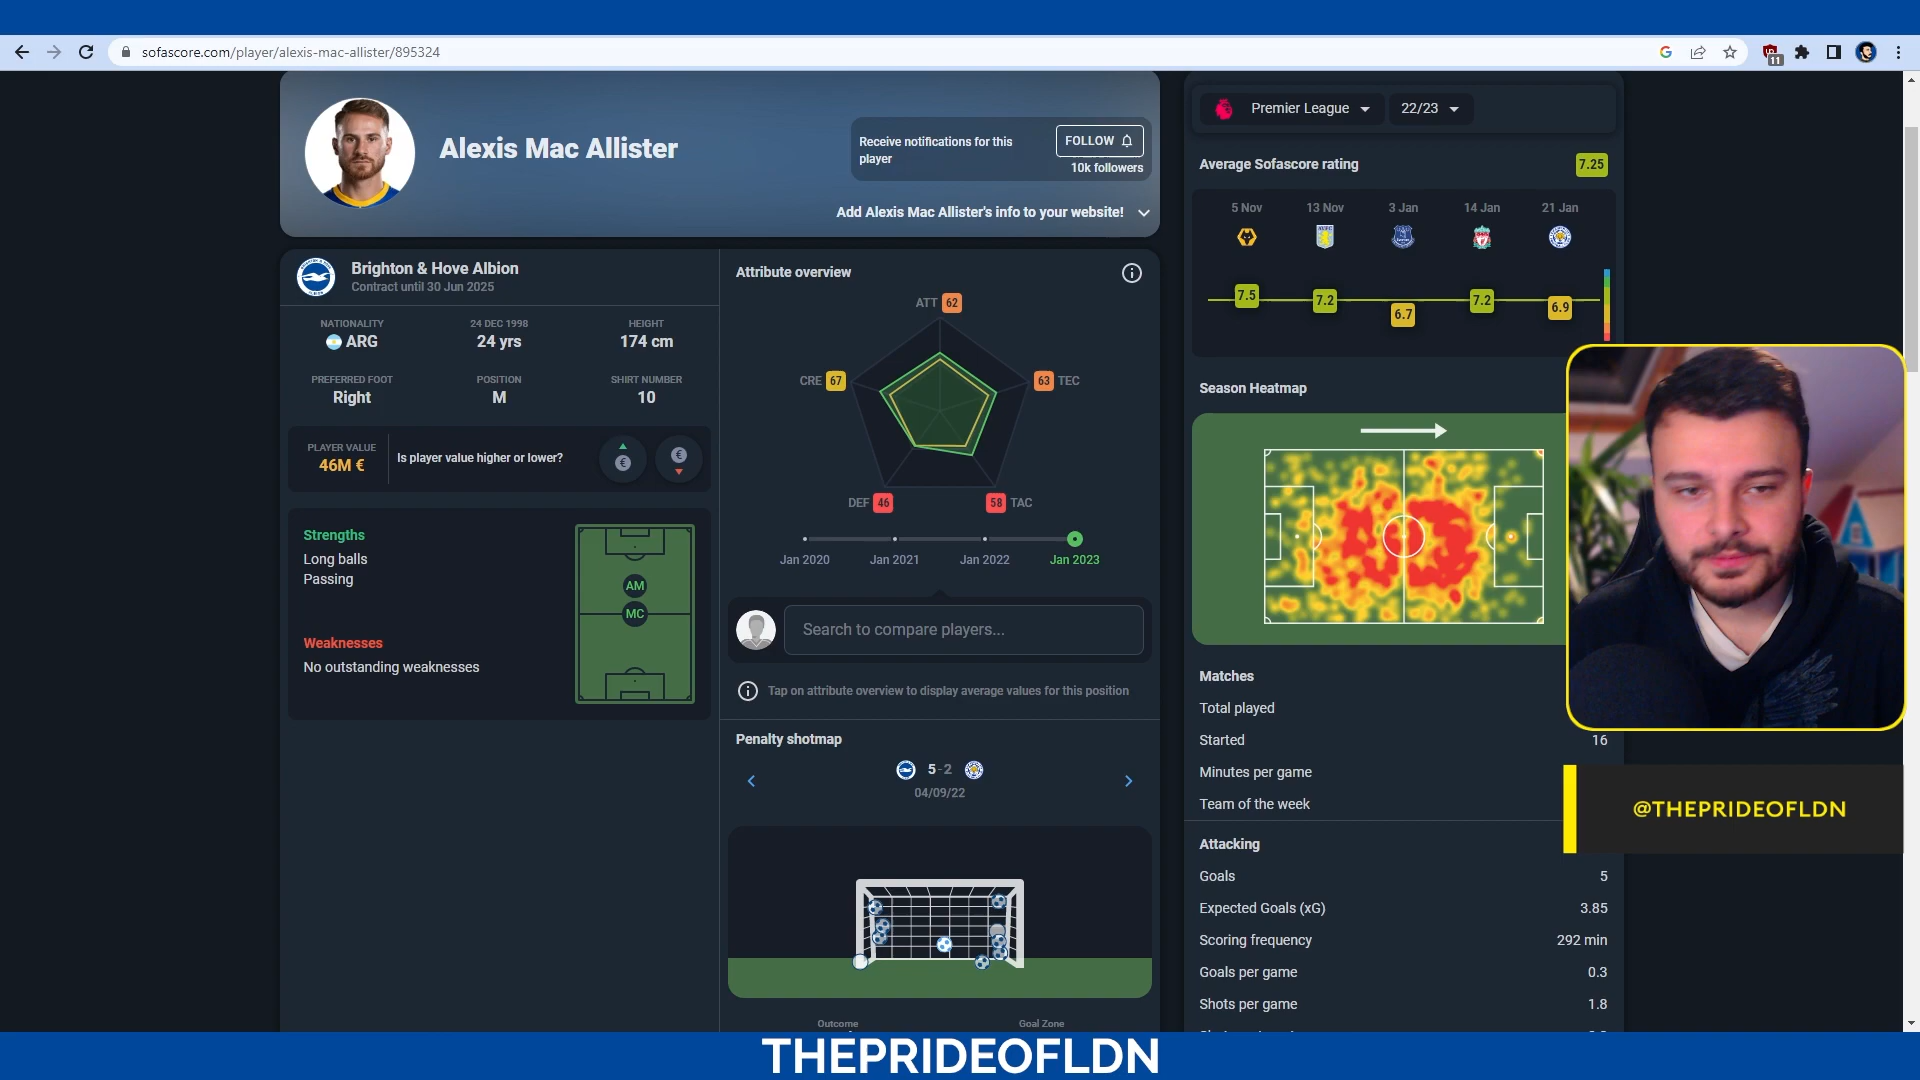 sofascore.com/player/alexis-mac-allister/895324
11
Alexis Mac Allister
Receive notifications for this player
FOLLOW
10k followers
Add Alexis Mac Allister's info to your website!
Brighton & Hove Albion
Contract until 30 Jun 2025
NATIONALITY
ARG
24 DEC 1998
24 yrs
HEIGHT
174 cm
PREFERRED FOOT
Right
POSITION
M
SHIRT NUMBER
10
PLAYER VALUE
46M €
Is player value higher or lower?
€
€
Strengths
Long balls
Passing
Weaknesses
No outstanding weaknesses
AM
MC
Attribute overview
ATT 62
CRE 67
63 TEC
DEF 46
58 TAC
Jan 2020
Jan 2021
Jan 2022
Jan 2023
Search to compare players...
Tap on attribute overview to display average values for this position
Penalty shotmap
5 - 2
04/09/22
Outcome
Goal Zone
Premier League
22/23
Average Sofascore rating
7.25
5 Nov
13 Nov
3 Jan
14 Jan
21 Jan
7.5
7.2
6.7
7.2
6.9
Season Heatmap
Matches
Total played
Started 16
Minutes per game
Team of the week
Attacking
Goals 5
Expected Goals (xG) 3.85
Scoring frequency 292 min
Goals per game 0.3
Shots per game 1.8
@THEPRIDEOFLDN
THEPRIDEOFLDN